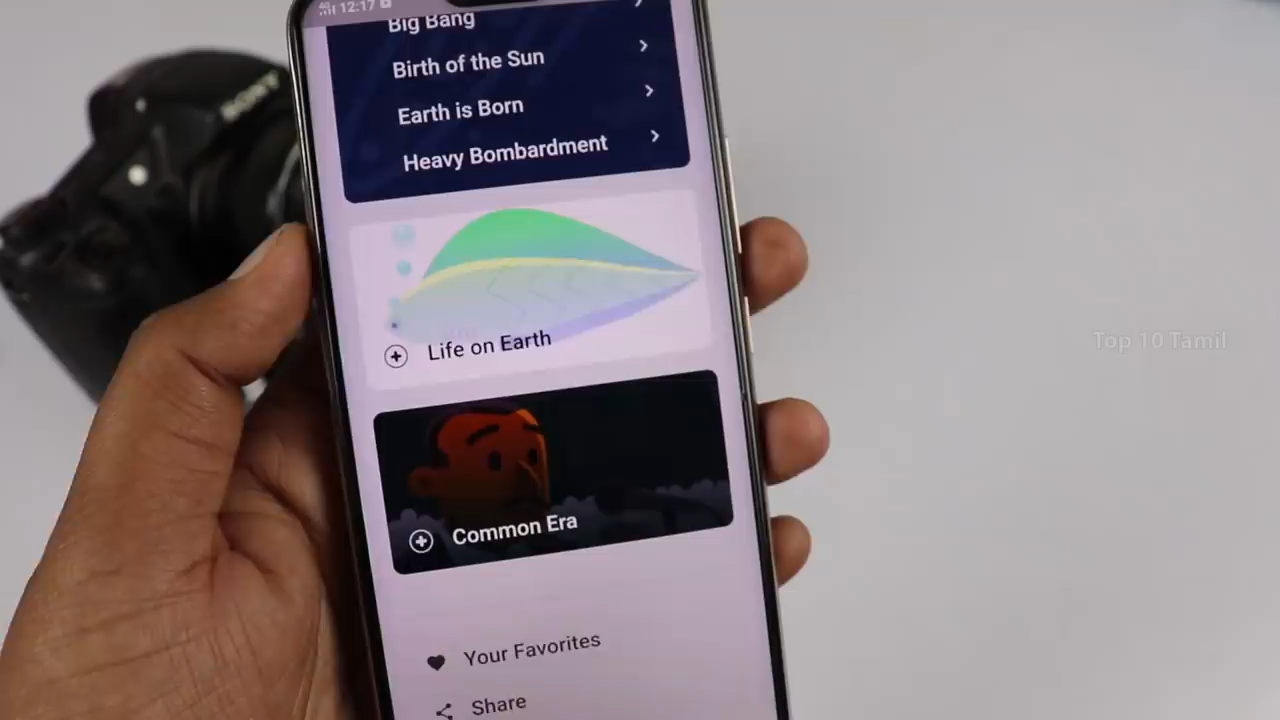 12:17
Big Bang
Birth of the Sun
Earth is Born
Heavy Bombardment
SONY
Life on Earth
Top 10 Tamil
Common Era
Your Favorites
Share